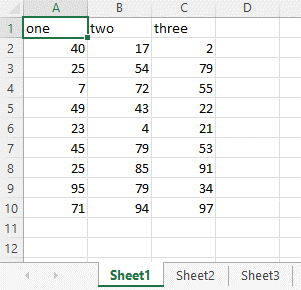 A B C D
1 one two three
2 40 17 2
3 25 54 79
4 7 72 55
5 49 43 22
6 23 4 21
7 45 79 53
8 25 85 91
9 95 79 34
10 71 94 97
11
12
Sheet1 Sheet2 Sheet3